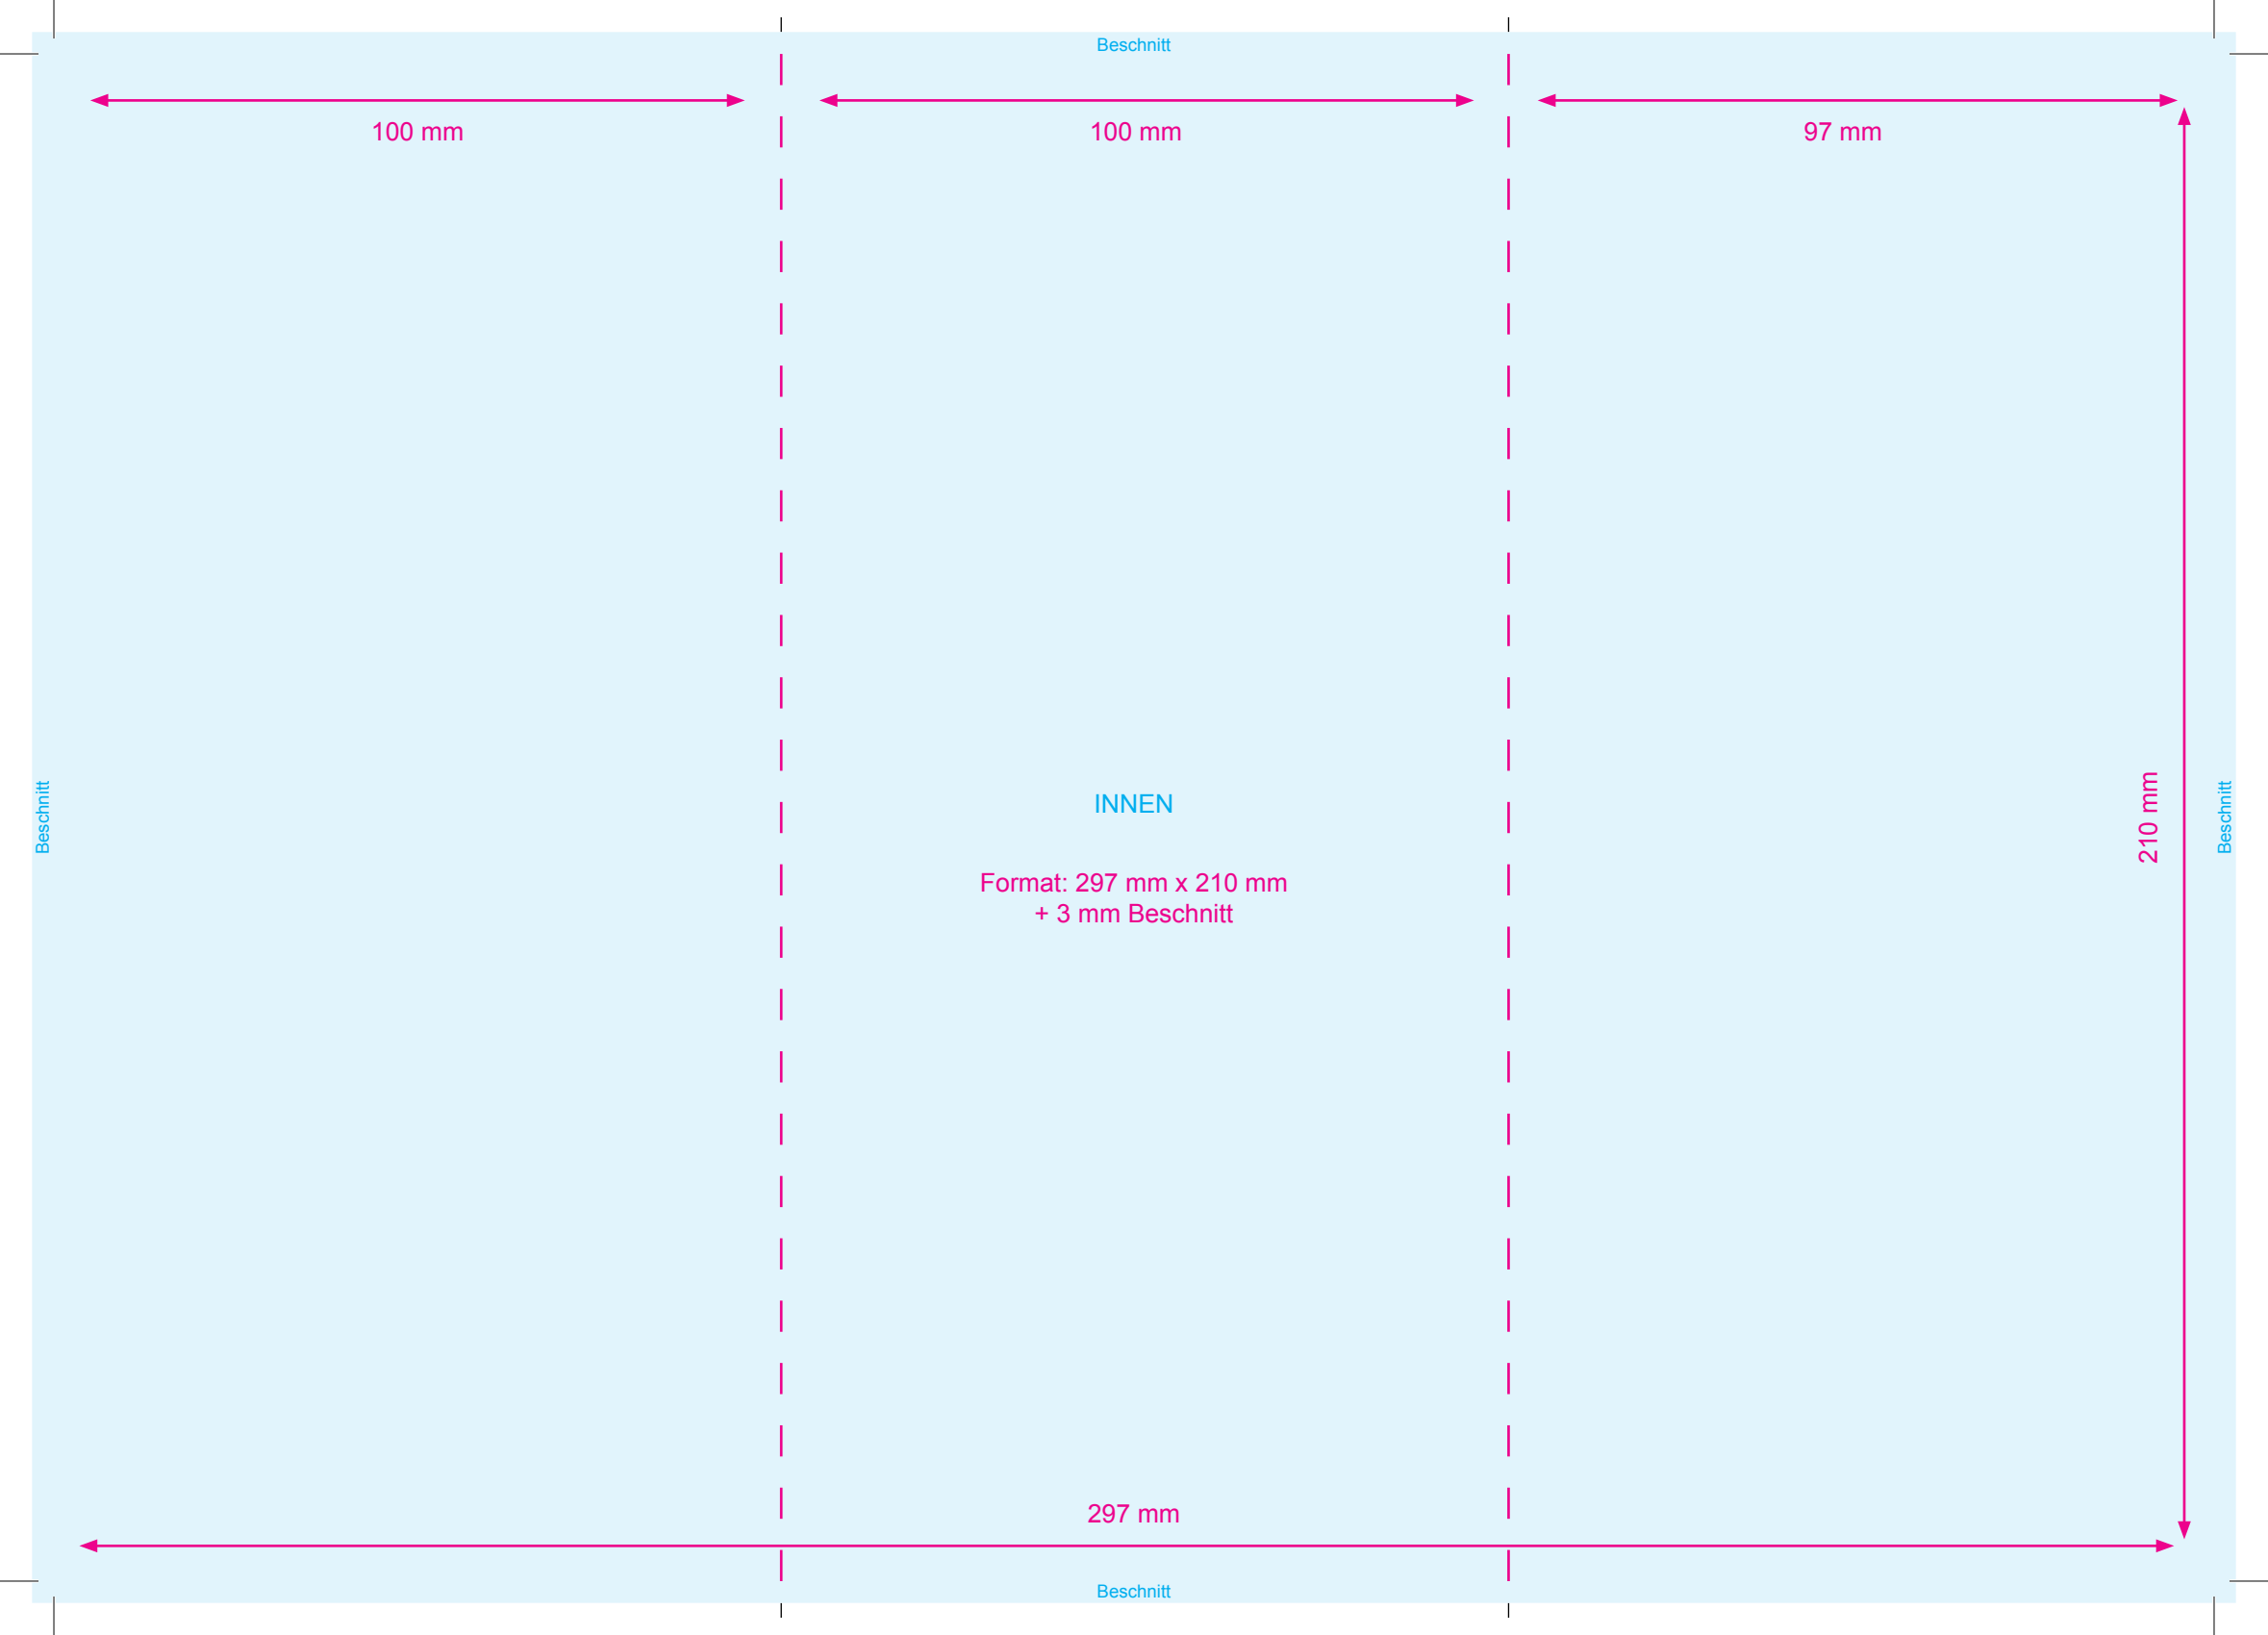 Beschnitt
100 mm
100 mm
97 mm
Beschnitt
INNEN
210 mm
Beschnitt
Format: 297 mm x 210 mm
+ 3 mm Beschnitt
297 mm
Beschnitt